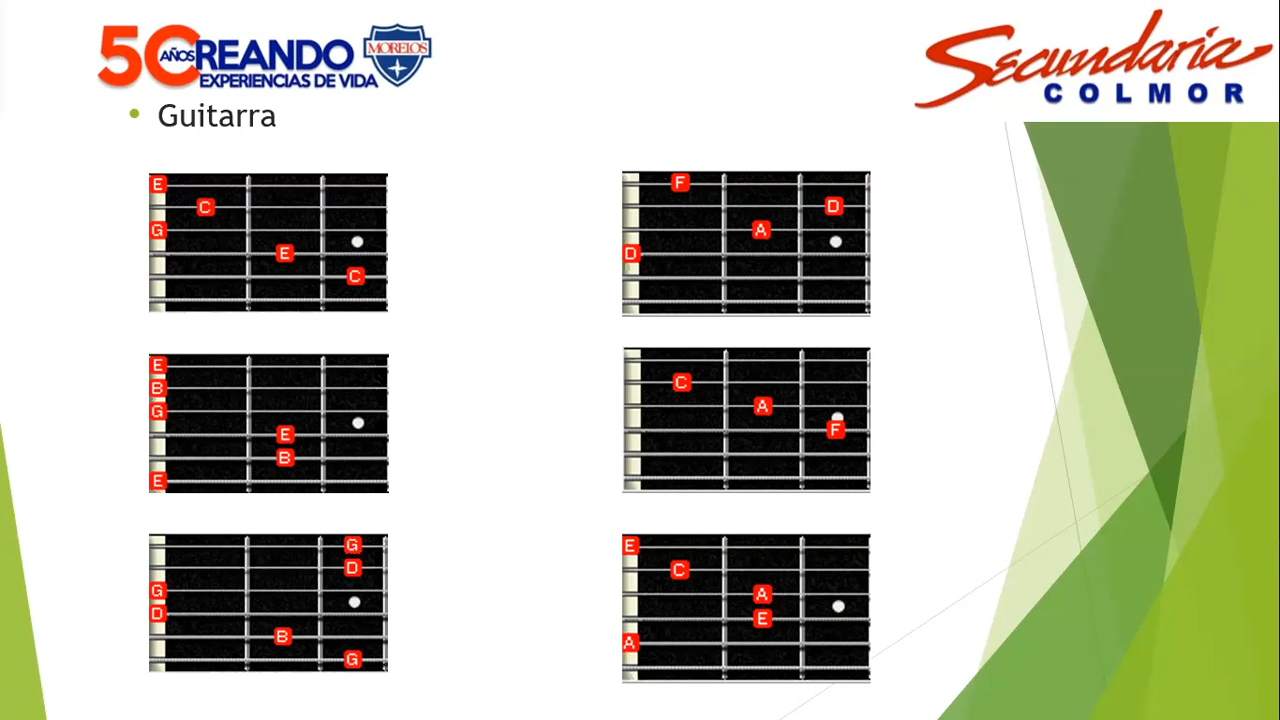 50 AÑOS CREANDO
EXPERIENCIAS DE VIDA
MORELOS
Secundaria
COLMOR
• Guitarra
E
C
G
E
C
F
D
A
D
E
B
G
E
B
E
C
A
F
G
D
G
D
B
G
E
C
A
E
A